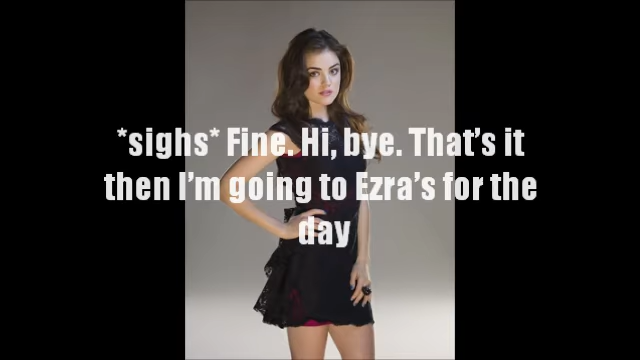 *sighs* Fine. Hi, bye. That's it
then I'm going to Ezra's for the
day